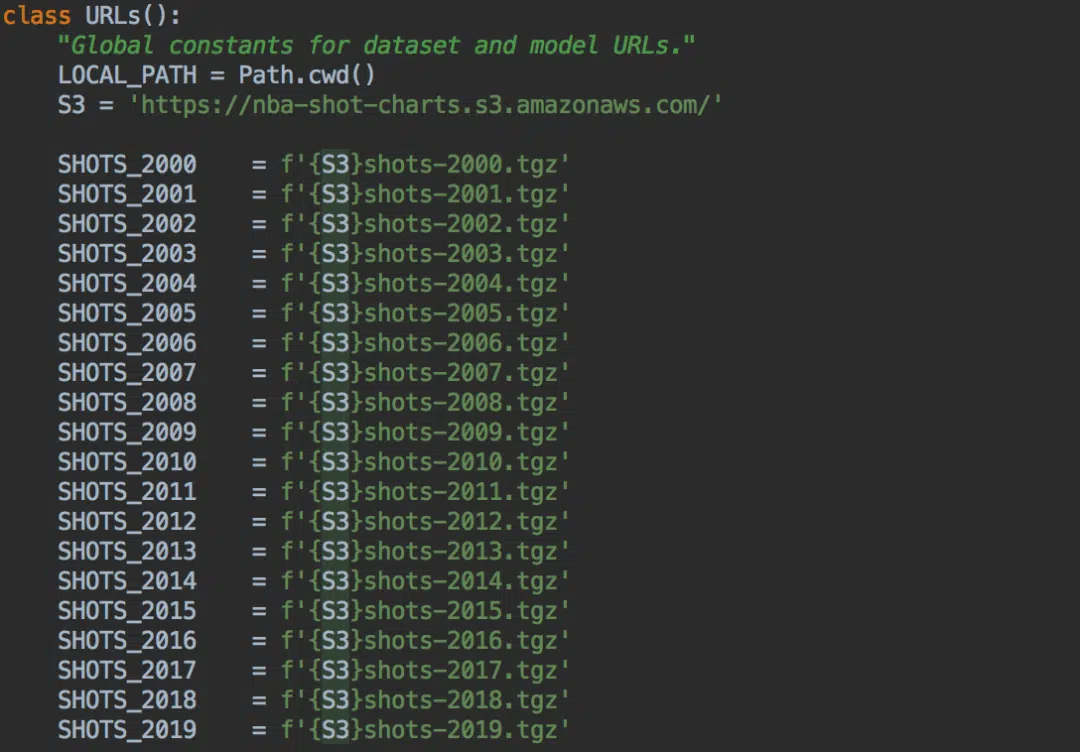 class URLs():
    "Global constants for dataset and model URLs."
    LOCAL_PATH = Path.cwd()
    S3 = 'https://nba-shot-charts.s3.amazonaws.com/'

    SHOTS_2000    = f'{S3}shots-2000.tgz'
    SHOTS_2001    = f'{S3}shots-2001.tgz'
    SHOTS_2002    = f'{S3}shots-2002.tgz'
    SHOTS_2003    = f'{S3}shots-2003.tgz'
    SHOTS_2004    = f'{S3}shots-2004.tgz'
    SHOTS_2005    = f'{S3}shots-2005.tgz'
    SHOTS_2006    = f'{S3}shots-2006.tgz'
    SHOTS_2007    = f'{S3}shots-2007.tgz'
    SHOTS_2008    = f'{S3}shots-2008.tgz'
    SHOTS_2009    = f'{S3}shots-2009.tgz'
    SHOTS_2010    = f'{S3}shots-2010.tgz'
    SHOTS_2011    = f'{S3}shots-2011.tgz'
    SHOTS_2012    = f'{S3}shots-2012.tgz'
    SHOTS_2013    = f'{S3}shots-2013.tgz'
    SHOTS_2014    = f'{S3}shots-2014.tgz'
    SHOTS_2015    = f'{S3}shots-2015.tgz'
    SHOTS_2016    = f'{S3}shots-2016.tgz'
    SHOTS_2017    = f'{S3}shots-2017.tgz'
    SHOTS_2018    = f'{S3}shots-2018.tgz'
    SHOTS_2019    = f'{S3}shots-2019.tgz'